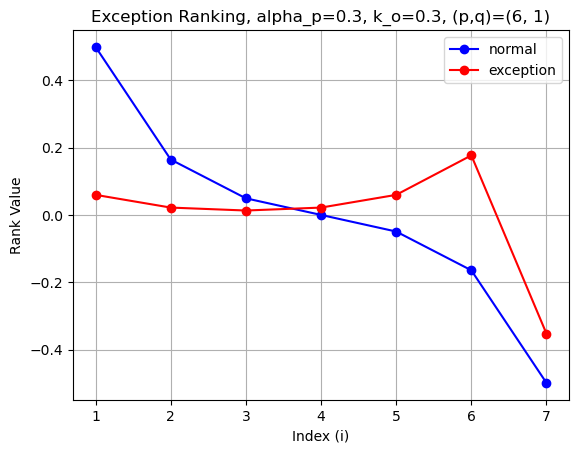 Exception Ranking, alpha_p=0.3, k_o=0.3, (p,q)=(6, 1)
normal
exception
Rank Value
0.4
0.2
0.0
−0.2
−0.4
1 2 3 4 5 6 7
Index (i)